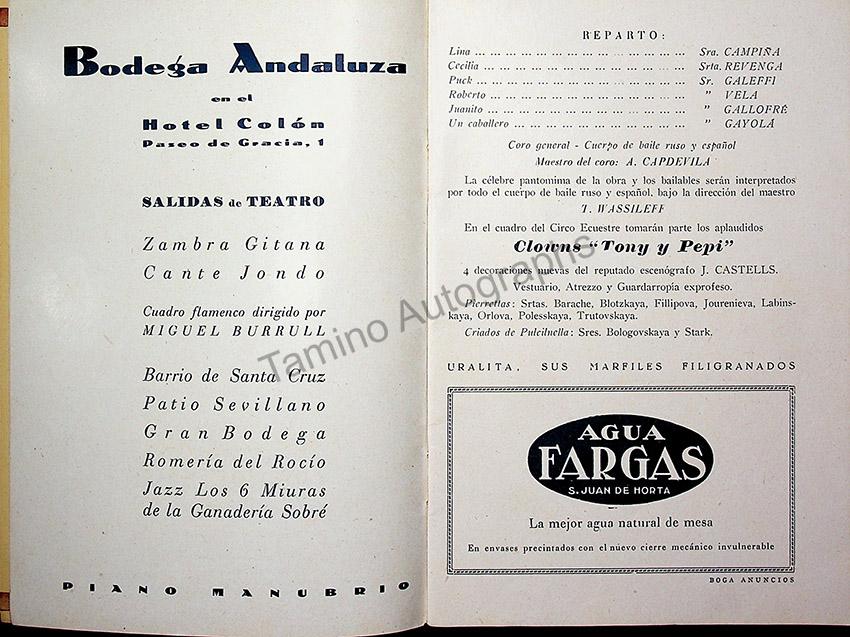 Bodega Andaluza
en el
Hotel Colón
Paseo de Gracia, 1
SALIDAS de TEATRO
Zambra Gitana
Cante Jondo
Cuadro flamenco dirigido por
MIGUEL BURRULL
Barrio de Santa Cruz
Patio Sevillano
Gran Bodega
Romería del Rocío
Jazz Los 6 Miuras
de la Ganadería Sobré
PIANO MANUBRIO
REPARTO:
Lina ... ... ... ... ... ... ... ... ... ... ... ... ... ... Sra. CAMPIÑA
Cecilia ... ... ... ... ... ... ... ... ... ... ... ... ... Srta. REVENGA
Puck ... ... ... ... ... ... ... ... ... ... ... ... ... ... Sr. GALEFFI
Roberto ... ... ... ... ... ... ... ... ... ... ... ... ... " VELA
Juanito ... ... ... ... ... ... ... ... ... ... ... ... ... " GALLOFRÉ
Un caballero ... ... ... ... ... ... ... ... ... ... ... " GAYOLÁ
Coro general - Cuerpo de baile ruso y español
Maestro del coro: A. CAPDEVILA
La célebre pantomima de la obra y los bailables serán interpretados
por todo el cuerpo de baile ruso y español, bajo la dirección del maestro
T. WASSILEFF
En el cuadro del Circo Ecuestre tomarán parte los aplaudidos
Clowns "Tony y Pepi"
4 decoraciones nuevas del reputado escenógrafo J. CASTELLS.
Vestuario, Atrezzo y Guardarropía exprofeso.
Pierrettas: Srtas. Barache, Blotzkaya, Fillipova, Jourenieva, Labins-
kaya, Orlova, Polesskaya, Trutovskaya.
Criados de Pulcinella: Sres. Bologovskaya y Stark.
URALITA, SUS MARFILES FILIGRANADOS
AGUA
FARGAS
S. JUAN DE HORTA
La mejor agua natural de mesa
En envases precintados con el nuevo cierre mecánico invulnerable
BOGA ANUNCIOS
Tamino Autographs